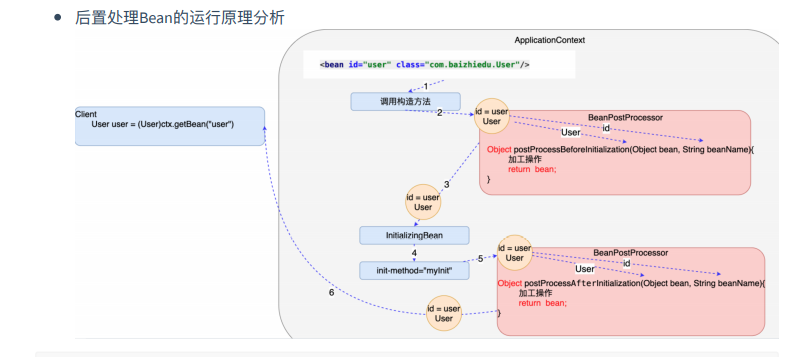 后置处理Bean的运行原理分析
ApplicationContext
<bean id="user" class="com.baizhiedu.User"/>
1
调用构造方法
2
id = user
User
Client
User user = (User)ctx.getBean("user")
BeanPostProcessor
User
id
Object postProcessBeforeInitialization(Object bean, String beanName){
加工操作
return bean;
}
3
id = user
User
InitializingBean
4
init-method="myInit"
5
id = user
User
BeanPostProcessor
User
id
Object postProcessAfterInitialization(Object bean, String beanName){
加工操作
return bean;
}
6
id = user
User